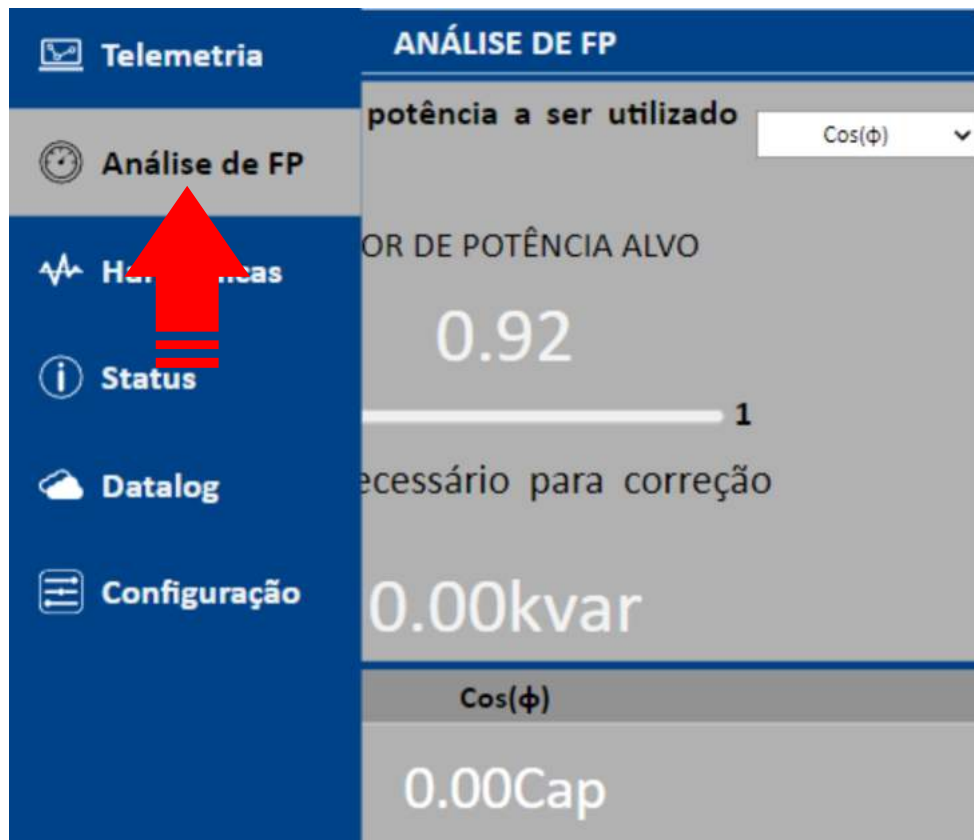 Telemetria
Análise de FP
Status
Datalog
Configuração
ANÁLISE DE FP
potência a ser utilizado
Cos(ϕ)
OR DE POTÊNCIA ALVO
0.92
1
ecessário para correção
0.00kvar
Cos(ϕ)
0.00Cap